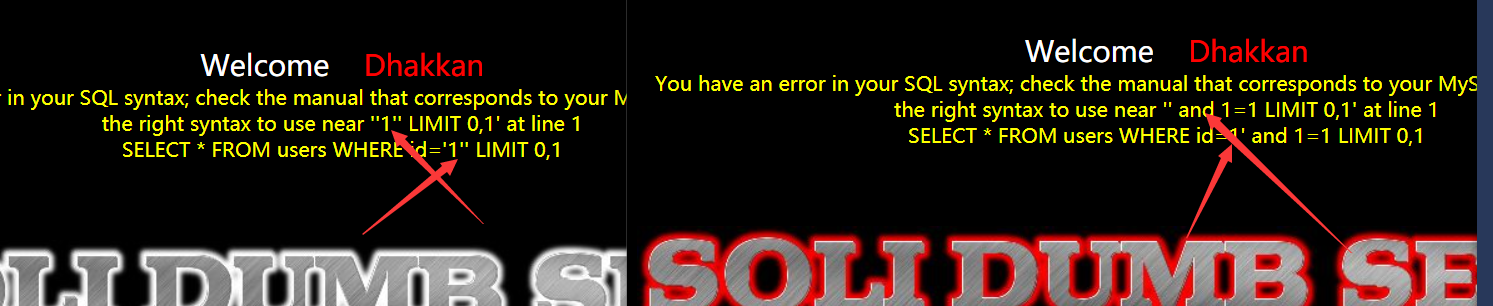 Welcome Dhakkan
in your SQL syntax; check the manual that corresponds to your M
the right syntax to use near ''1'' LIMIT 0,1' at line 1
SELECT * FROM users WHERE id='1'' LIMIT 0,1
OLI DUMB S
Welcome Dhakkan
You have an error in your SQL syntax; check the manual that corresponds to your MyS
the right syntax to use near '' and 1=1 LIMIT 0,1' at line 1
SELECT * FROM users WHERE id=1' and 1=1 LIMIT 0,1
SQLI DUMB SE